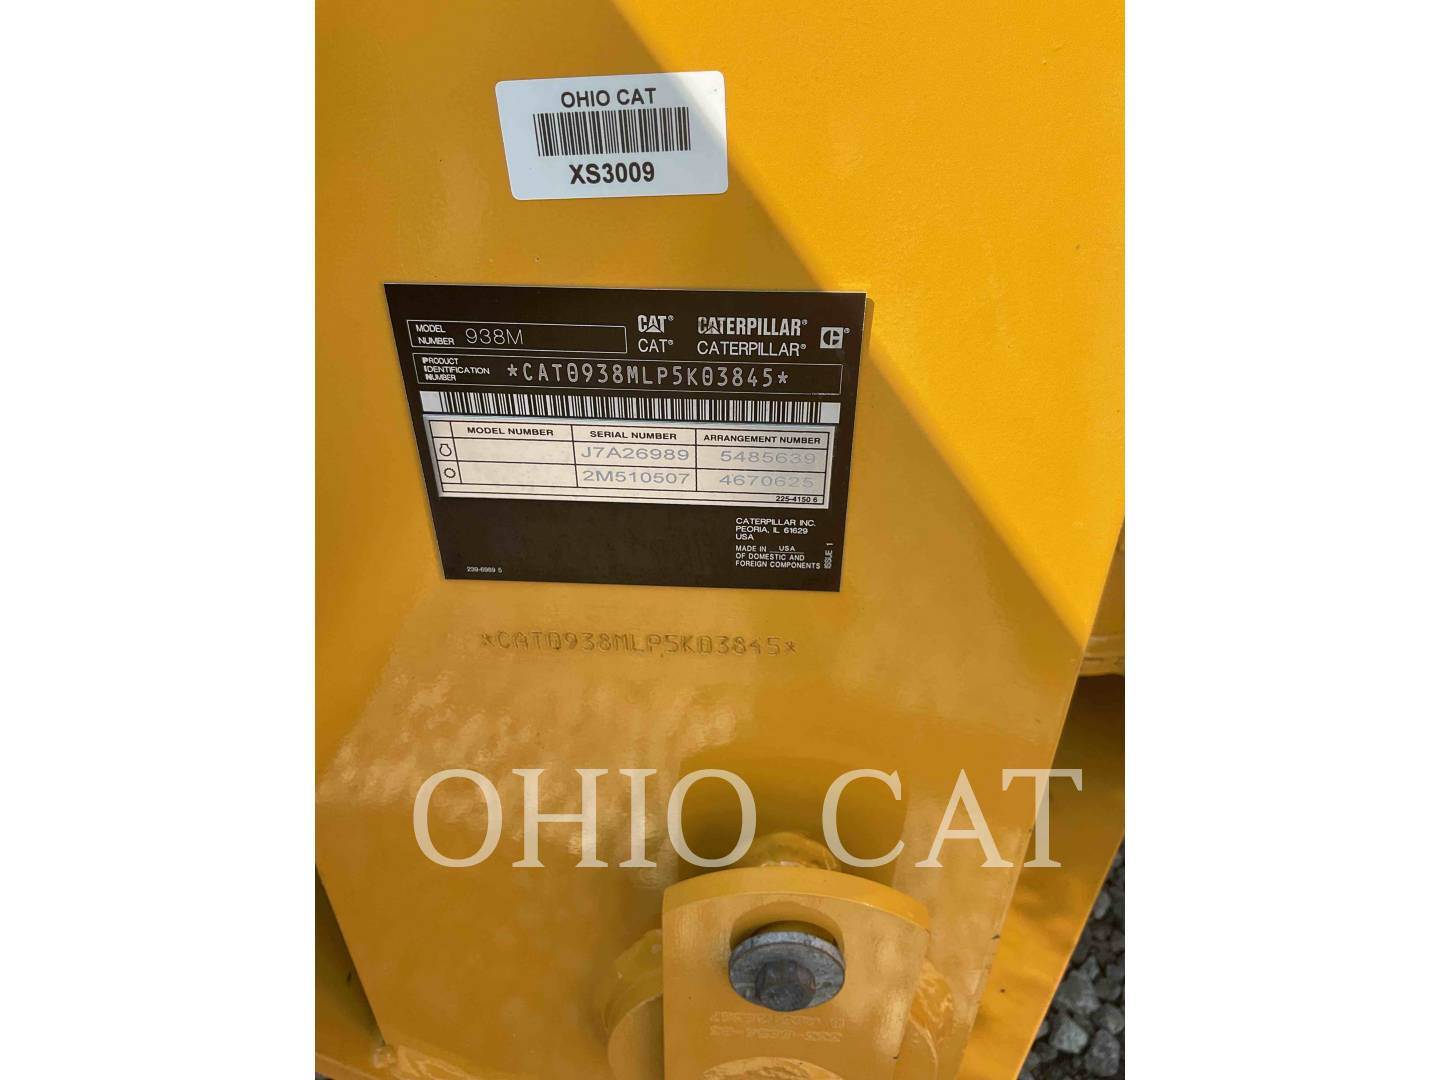 OHIO CAT
XS3009
MODEL NUMBER 938M
CAT® CATERPILLAR®
CAT® CATERPILLAR®
PRODUCT IDENTIFICATION NUMBER *CAT0938MLP5K03845*
MODEL NUMBER SERIAL NUMBER ARRANGEMENT NUMBER
J7A26989 5485639
2M510507 4670625
225-4150 6
CATERPILLAR INC.
PEORIA, IL 61629
USA
MADE IN USA
OF DOMESTIC AND
FOREIGN COMPONENTS
ISSUE 1
239-6989 5
*CAT0938MLP5K03845*
OHIO CAT